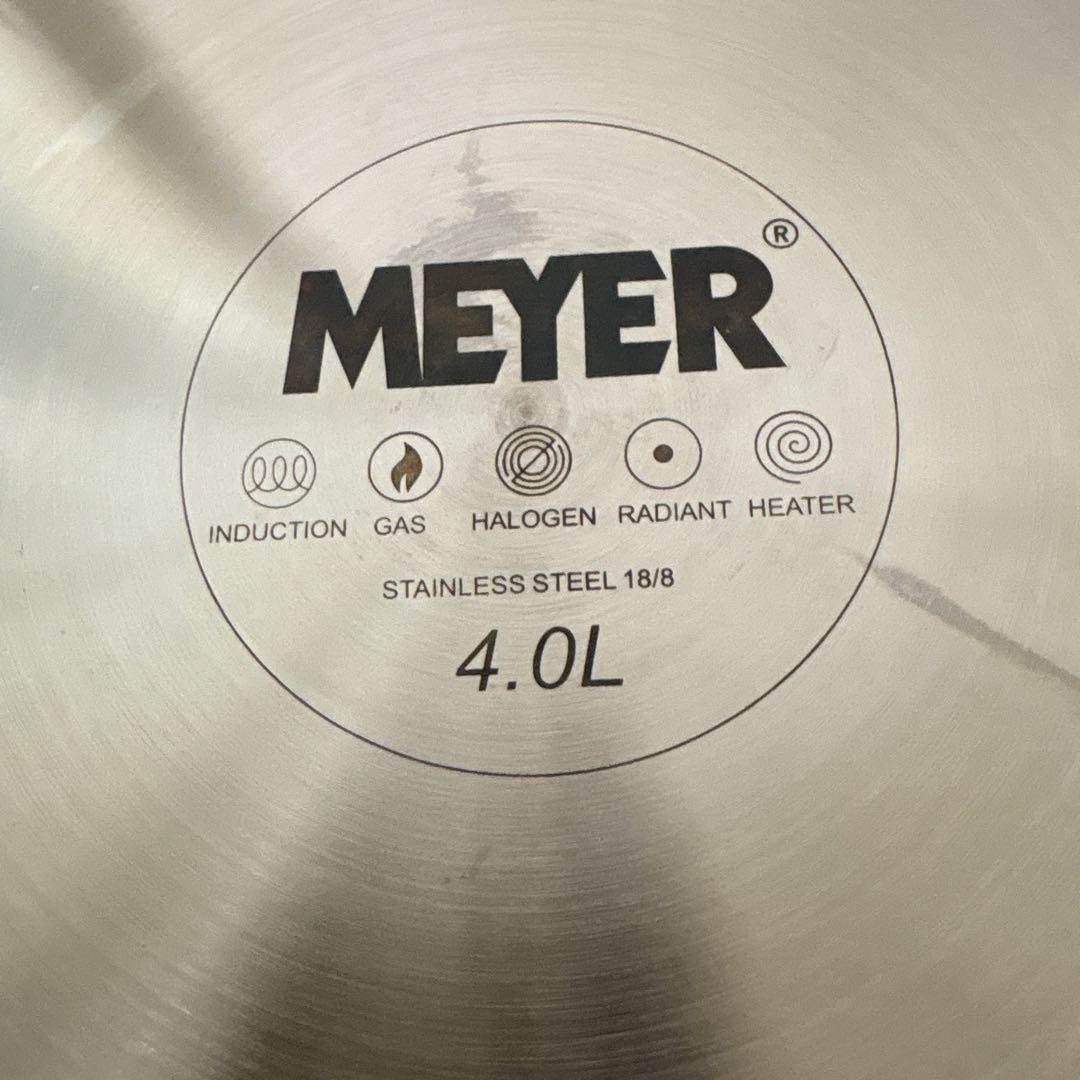 MEYER®
INDUCTION GAS HALOGEN RADIANT HEATER
STAINLESS STEEL 18/8
4.0L